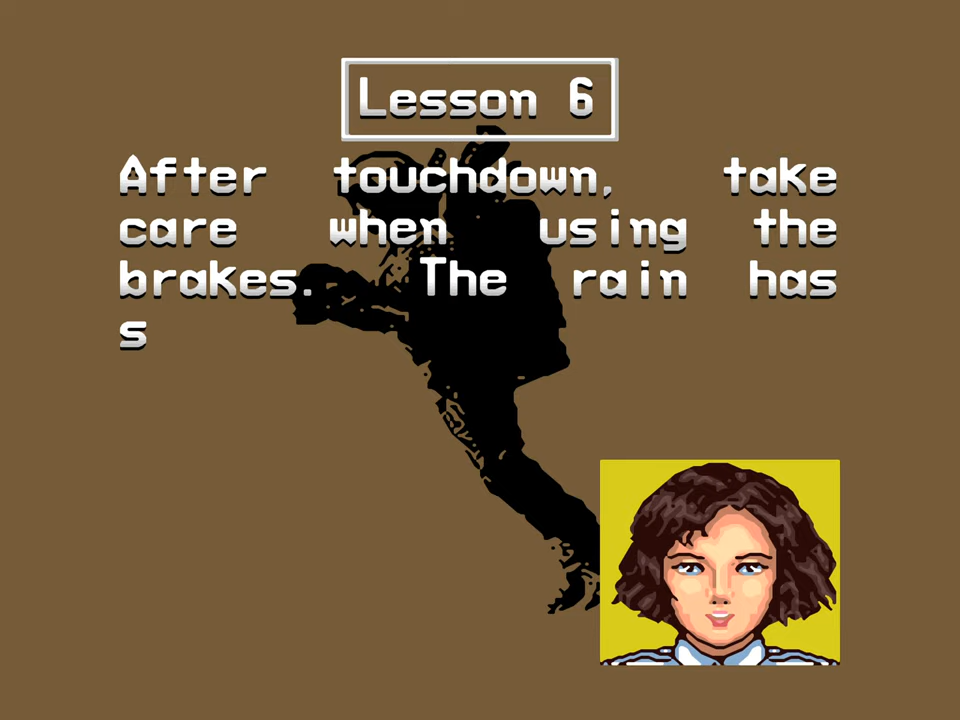 Lesson 6
After touchdown, take
care when using the
brakes. The rain has
s